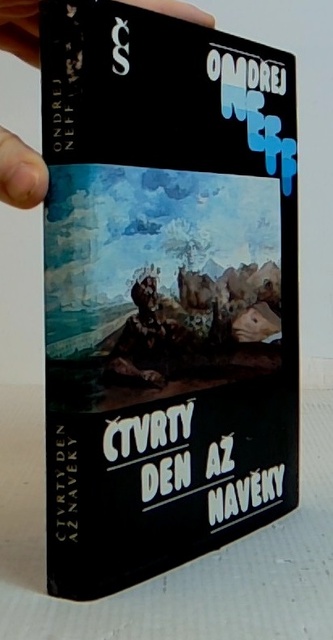 ČS
ONDREJ
NEFF
ČTVRTÝ
DEN AŽ
NAVĚKY
ONDREJ
NEFF
ČTVRTÝ DEN
AŽ NAVĚKY